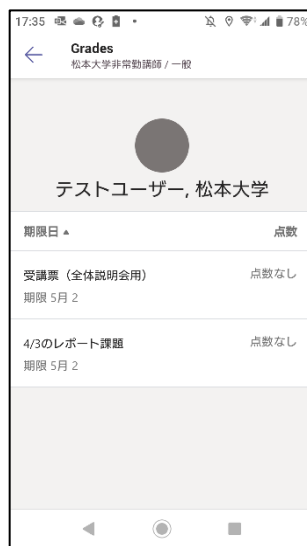 17:35 78%
Grades
松本大学非常勤講師 / 一般
テストユーザー, 松本大学
期限日 ▲ 点数
受講票（全体説明会用） 点数なし
期限 5月 2
4/3のレポート課題 点数なし
期限 5月 2